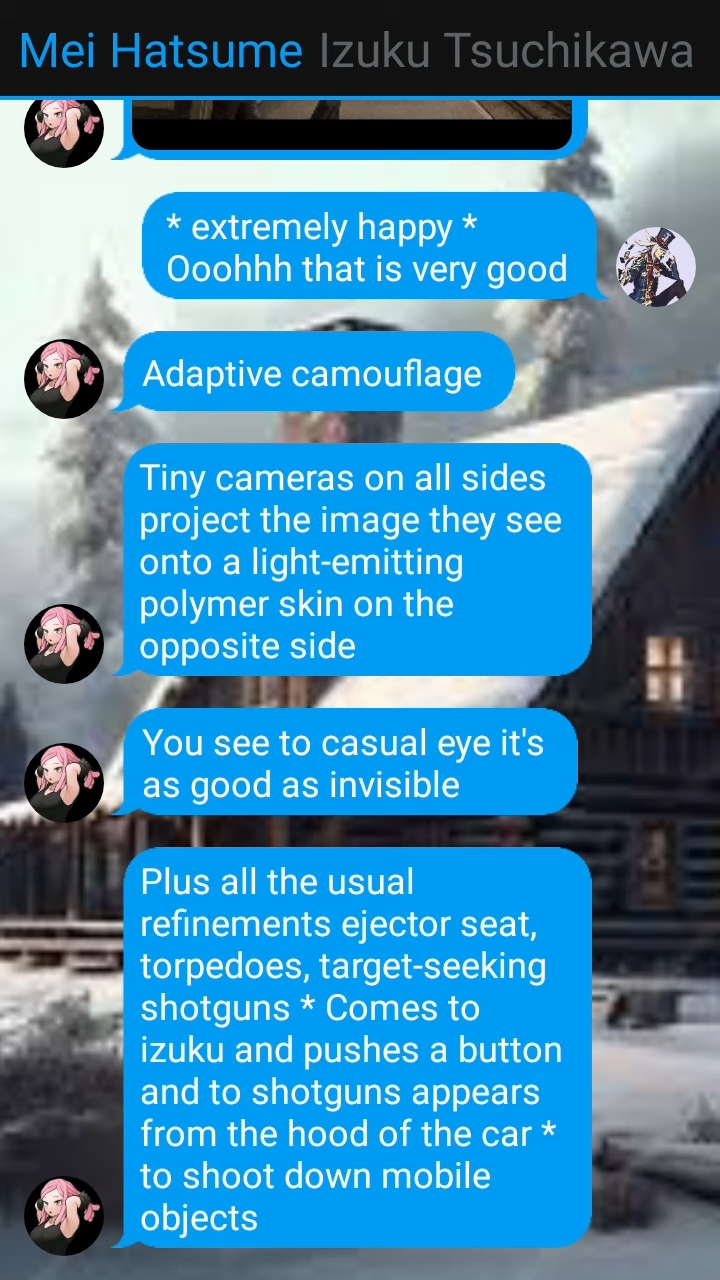 Mei Hatsume Izuku Tsuchikawa
* extremely happy *
Ooohhh that is very good
Adaptive camouflage
Tiny cameras on all sides
project the image they see
onto a light-emitting
polymer skin on the
opposite side
You see to casual eye it's
as good as invisible
Plus all the usual
refinements ejector seat,
torpedoes, target-seeking
shotguns * Comes to
izuku and pushes a button
and to shotguns appears
from the hood of the car *
to shoot down mobile
objects